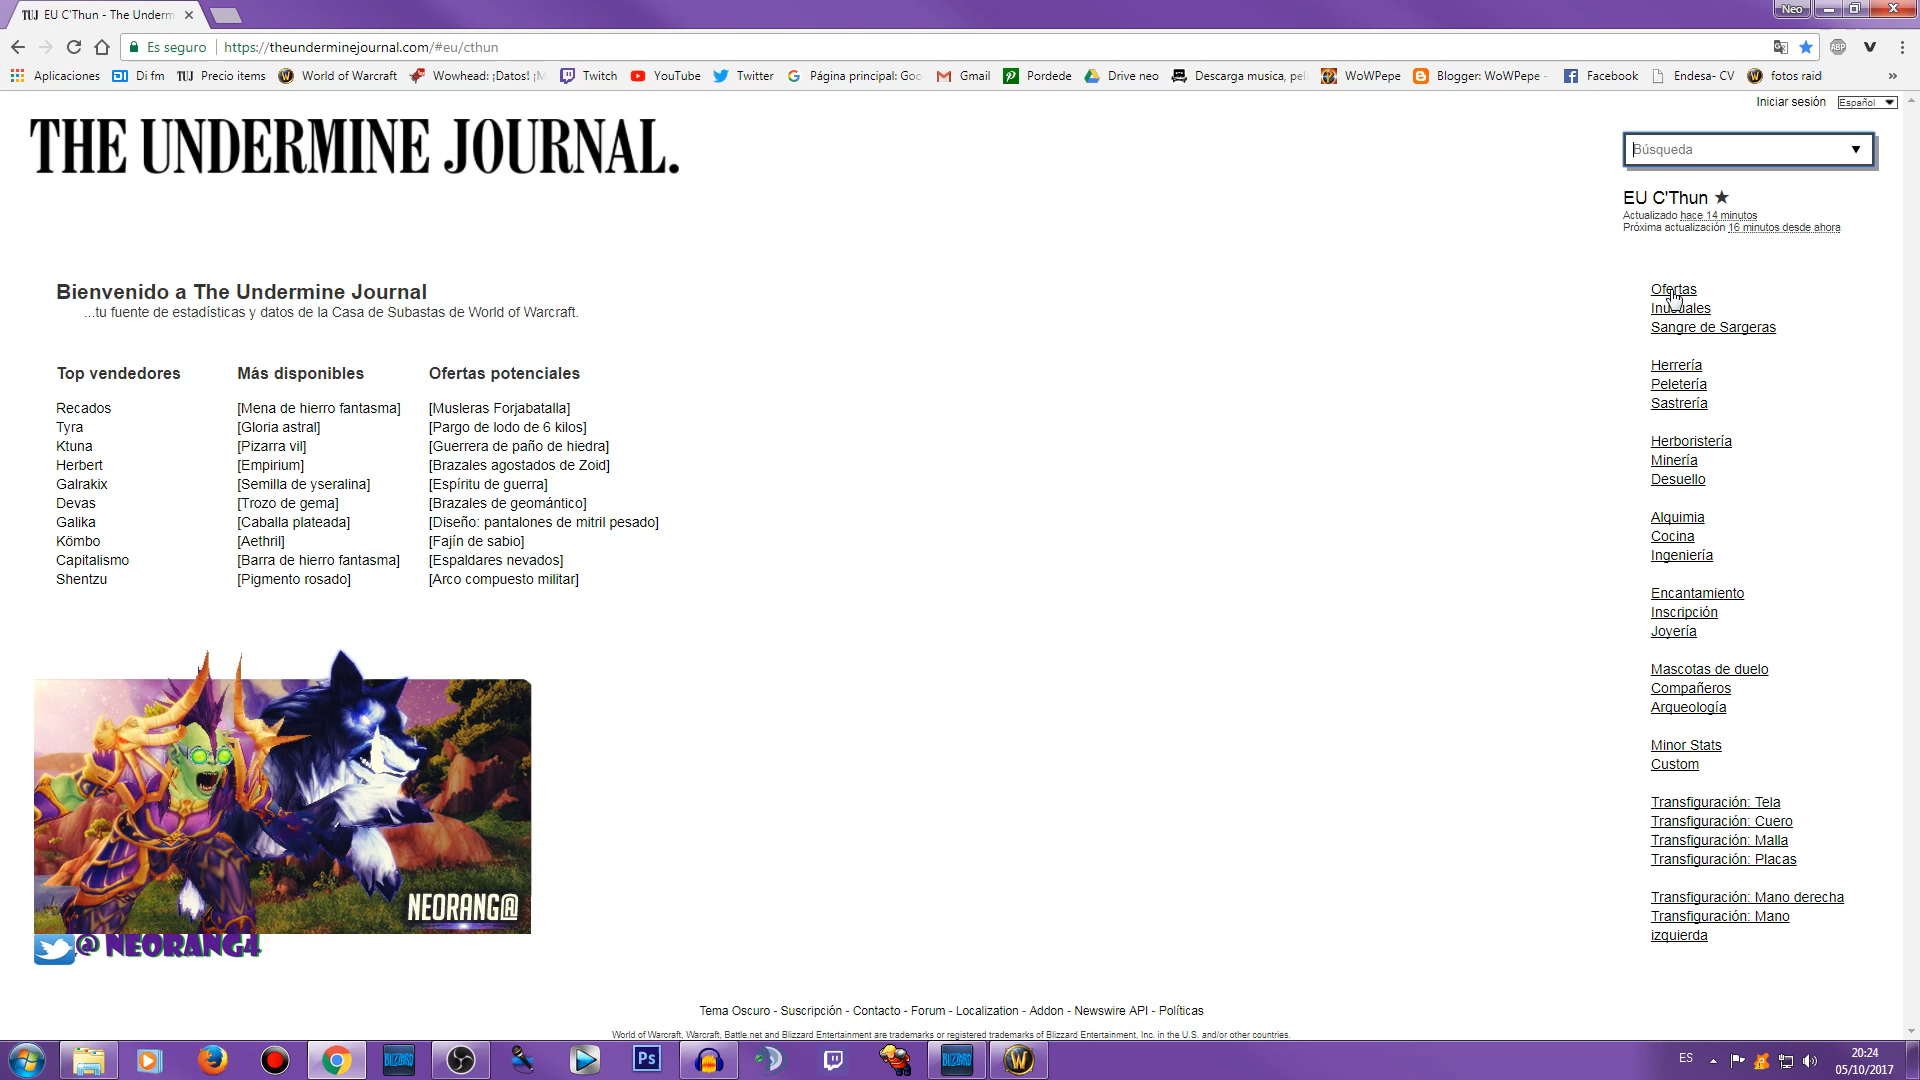 TUJ EU C'Thun - The Underm
Neo
Es seguro
https://theunderminejournal.com/#eu/cthun
ABP
Aplicaciones
Di fm
TUJ Precio items
World of Warcraft
Wowhead: ¡Datos! ¡M
Twitch
YouTube
Twitter
Página principal: Goo
Gmail
Pordede
Drive neo
Descarga musica, pel
WoWPepe
Blogger: WoWPepe -
Facebook
Endesa- CV
fotos raid
»
Iniciar sesión
Español
THE UNDERMINE JOURNAL.
Búsqueda
EU C'Thun ★
Actualizado hace 14 minutos
Próxima actualización 16 minutos desde ahora
Bienvenido a The Undermine Journal
...tu fuente de estadísticas y datos de la Casa de Subastas de World of Warcraft.
Top vendedores
Recados
Tyra
Ktuna
Herbert
Galrakix
Devas
Galika
Kömbo
Capitalismo
Shentzu
Más disponibles
[Mena de hierro fantasma]
[Gloria astral]
[Pizarra vil]
[Empirium]
[Semilla de yseralina]
[Trozo de gema]
[Caballa plateada]
[Aethril]
[Barra de hierro fantasma]
[Pigmento rosado]
Ofertas potenciales
[Musleras Forjabatalla]
[Pargo de lodo de 6 kilos]
[Guerrera de paño de hiedra]
[Brazales agostados de Zoid]
[Espíritu de guerra]
[Brazales de geomántico]
[Diseño: pantalones de mitril pesado]
[Fajín de sabio]
[Espaldares nevados]
[Arco compuesto militar]
Ofertas
Inusuales
Sangre de Sargeras
Herrería
Peletería
Sastrería
Herboristería
Minería
Desuello
Alquimia
Cocina
Ingeniería
Encantamiento
Inscripción
Joyería
Mascotas de duelo
Compañeros
Arqueología
Minor Stats
Custom
Transfiguración: Tela
Transfiguración: Cuero
Transfiguración: Malla
Transfiguración: Placas
Transfiguración: Mano derecha
Transfiguración: Mano
izquierda
NEORANG@
@ NEORANG4
Tema Oscuro - Suscripción - Contacto - Forum - Localization - Addon - Newswire API - Políticas
World of Warcraft, Warcraft, Battle.net and Blizzard Entertainment are trademarks or registered trademarks of Blizzard Entertainment, Inc. in the U.S. and/or other countries.
BLIZZARD
Ps
BLIZZARD
W
ES
20:24
05/10/2017